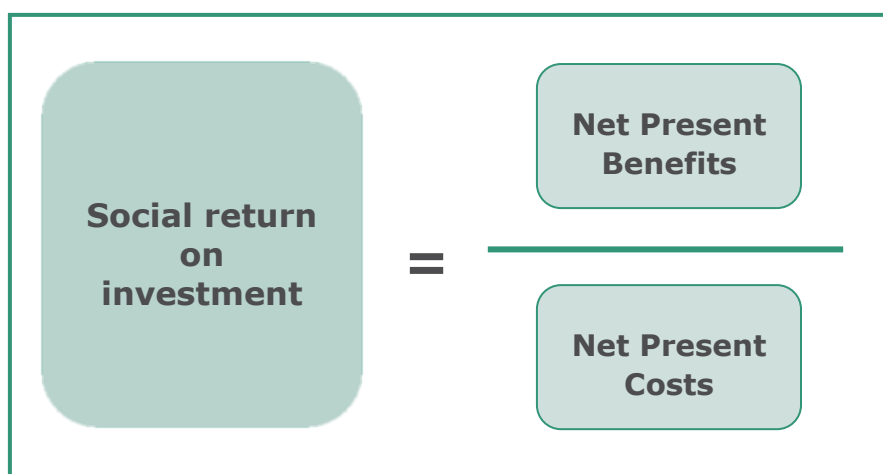 Social return
on
investment
=
Net Present
Benefits
Net Present
Costs